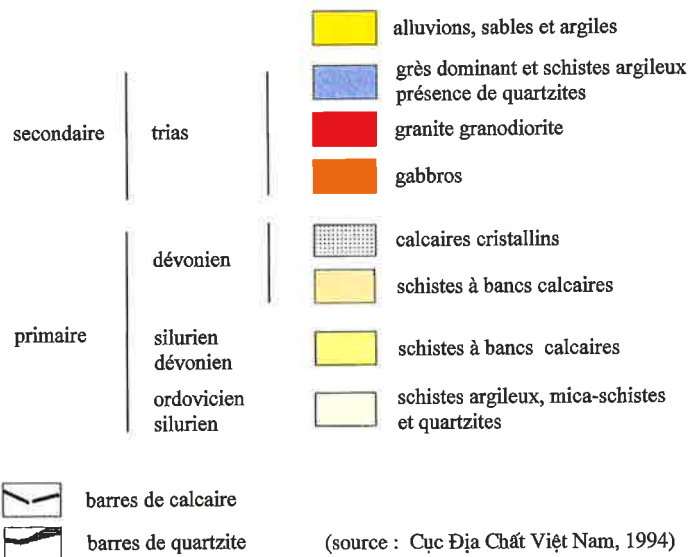 alluvions, sables et argiles
grès dominant et schistes argileux
présence de quartzites
secondaire
trias
granite granodiorite
gabbros
calcaires cristallins
dévonien
schistes à bancs calcaires
primaire
silurien
dévonien
schistes à bancs calcaires
ordovicien
silurien
schistes argileux, mica-schistes
et quartzites
barres de calcaire
barres de quartzite
(source : Cục Địa Chất Việt Nam, 1994)